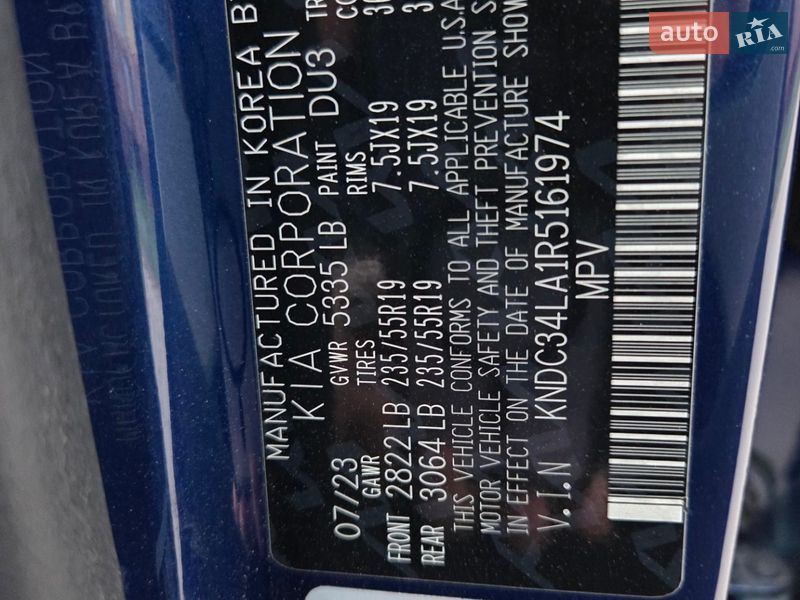 MANUFACTURED IN KOREA BY
KIA CORPORATION
07/23 GVWR 5335 LB PAINT DU3
GAWR TIRES RIMS
FRONT 2822 LB 235/55R19 7.5JX19
REAR 3064 LB 235/55R19 7.5JX19
THIS VEHICLE CONFORMS TO ALL APPLICABLE U.S.A
MOTOR VEHICLE SAFETY AND THEFT PREVENTION S
IN EFFECT ON THE DATE OF MANUFACTURE SHOW
V.I.N KNDC34LA1R5161974
MPV
auto RIA .com